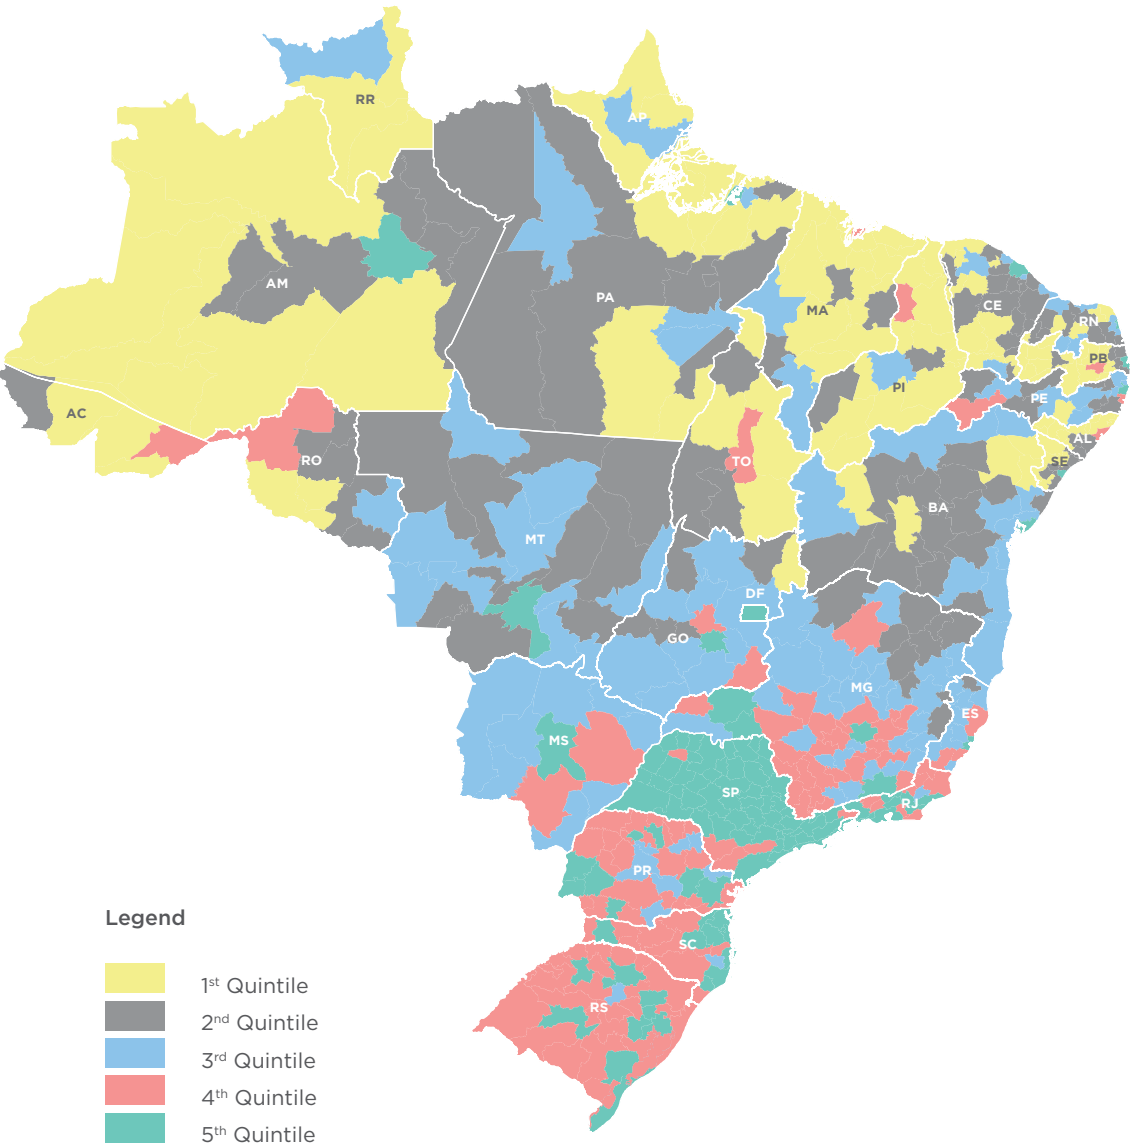 RR
AP
AM
PA
MA
CE
RN
PB
PI
PE
AC
AL
TO
RO
SE
BA
MT
DF
GO
MG
ES
MS
SP
RJ
PR
Legend
SC
1st Quintile
RS
2nd Quintile
3rd Quintile
4th Quintile
5th Quintile